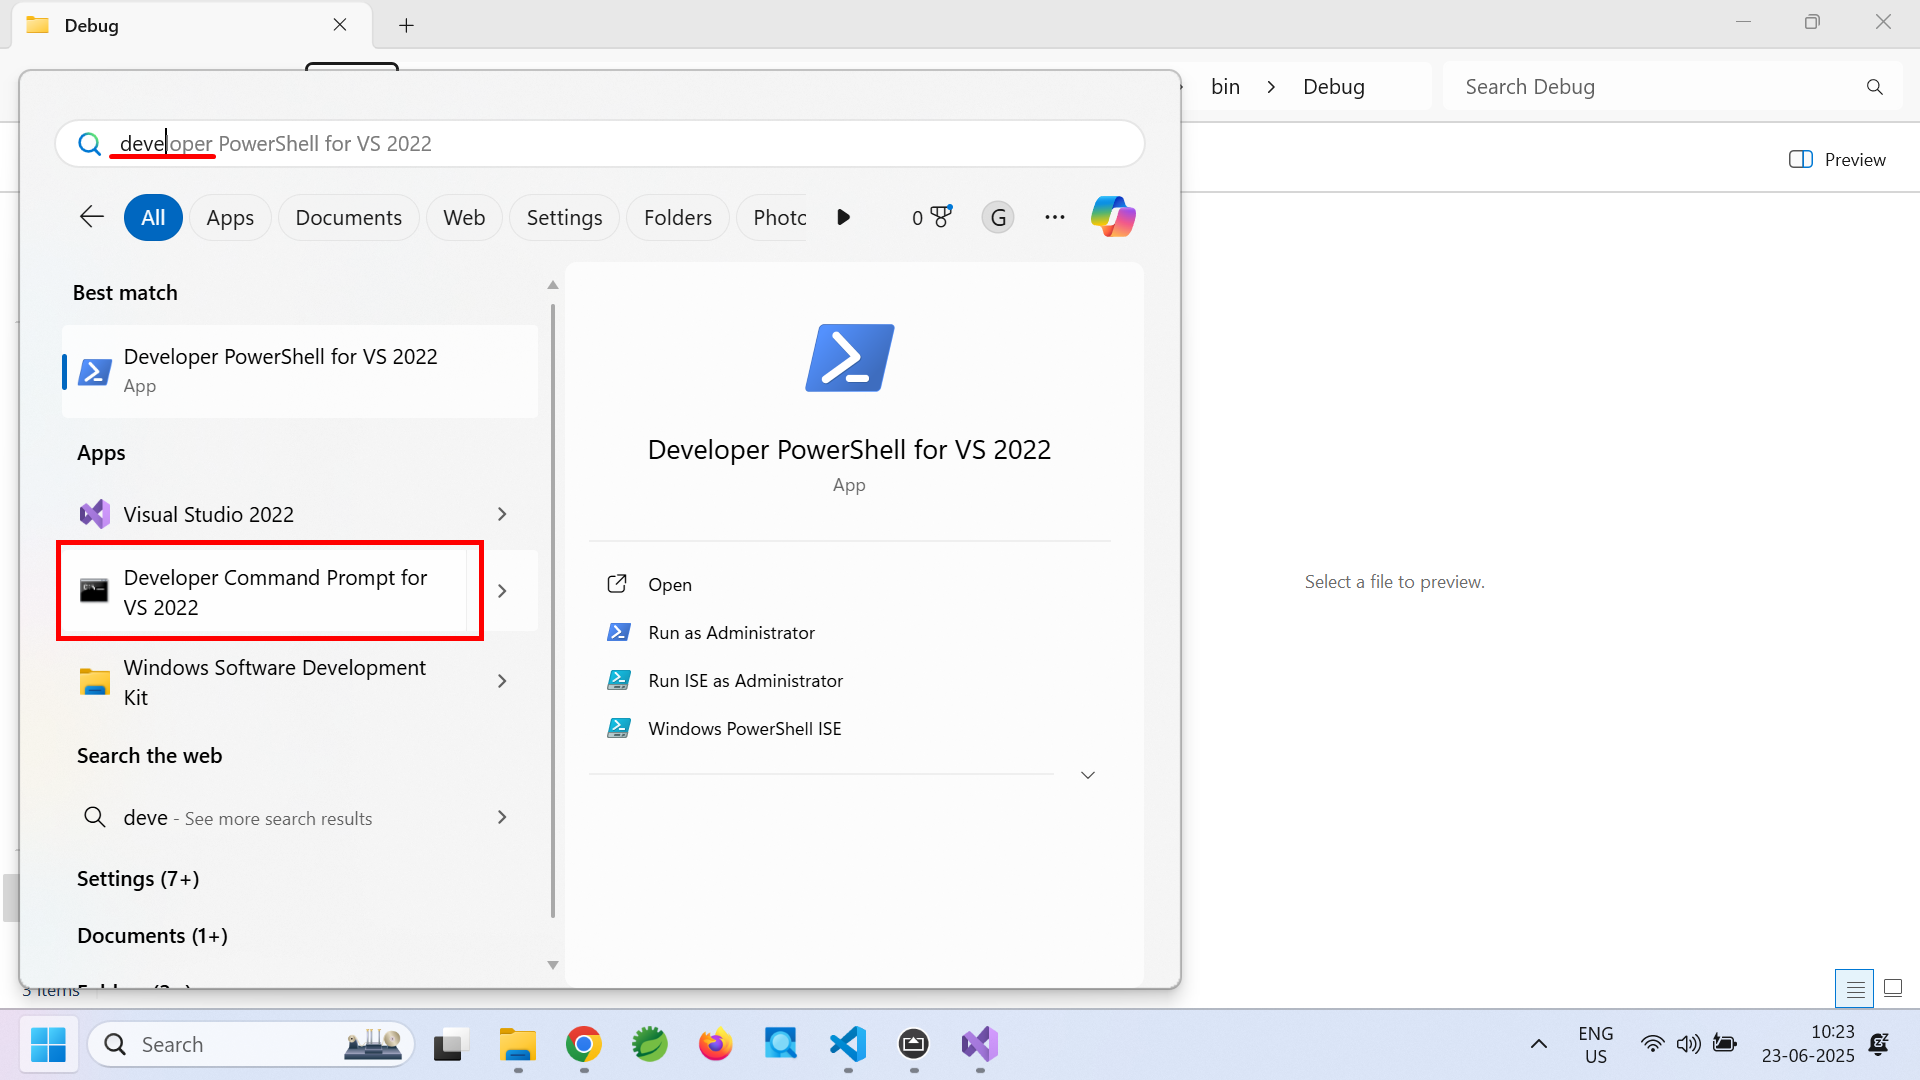 Debug
bin > Debug
Search Debug
developer PowerShell for VS 2022
Preview
All
Apps
Documents
Web
Settings
Folders
Photo
0
G
Best match
Developer PowerShell for VS 2022
App
Apps
Visual Studio 2022
Developer Command Prompt for
VS 2022
Windows Software Development
Kit
Search the web
deve - See more search results
Settings (7+)
Documents (1+)
3 items
Developer PowerShell for VS 2022
App
Open
Run as Administrator
Run ISE as Administrator
Windows PowerShell ISE
Select a file to preview.
Search
ENG
US
10:23
23-06-2025